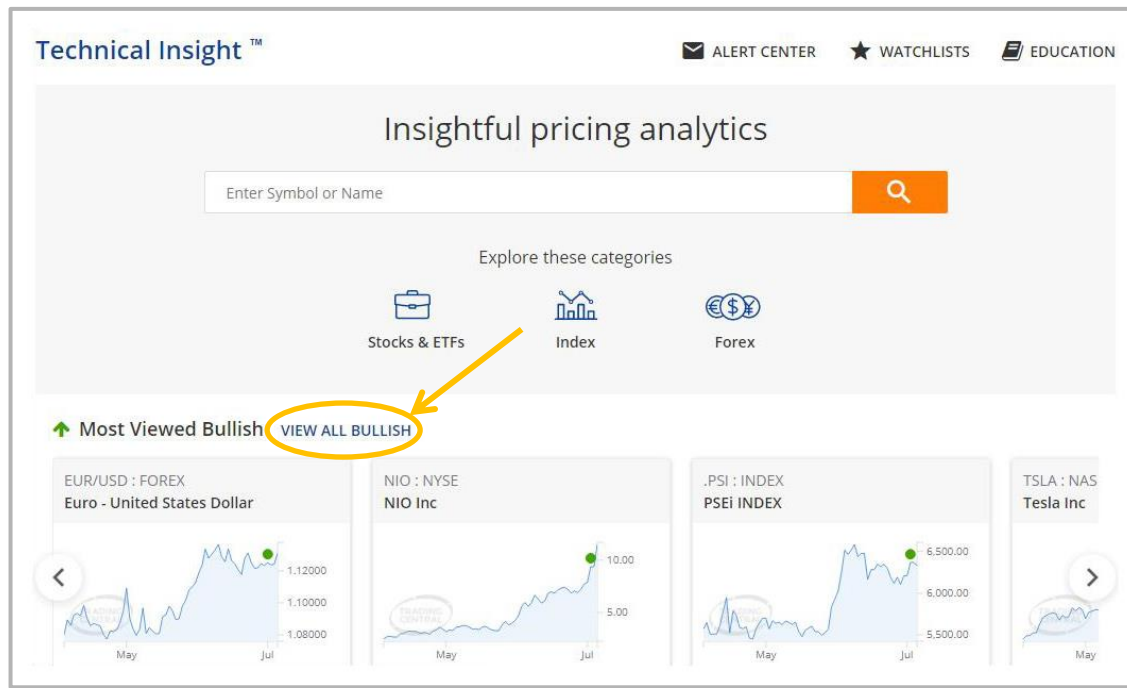 Technical Insight ™
ALERT CENTER
WATCHLISTS
EDUCATION
Insightful pricing analytics
Enter Symbol or Name
Explore these categories
Stocks & ETFs
Index
Forex
Most Viewed Bullish
VIEW ALL BULLISH
EUR/USD : FOREX
Euro - United States Dollar
1.12000
1.10000
1.08000
May
Jul
NIO : NYSE
NIO Inc
10.00
5.00
May
Jul
.PSI : INDEX
PSEi INDEX
6,500.00
6,000.00
5,500.00
May
Jul
TSLA : NAS
Tesla Inc
May
TRADING
CENTRAL